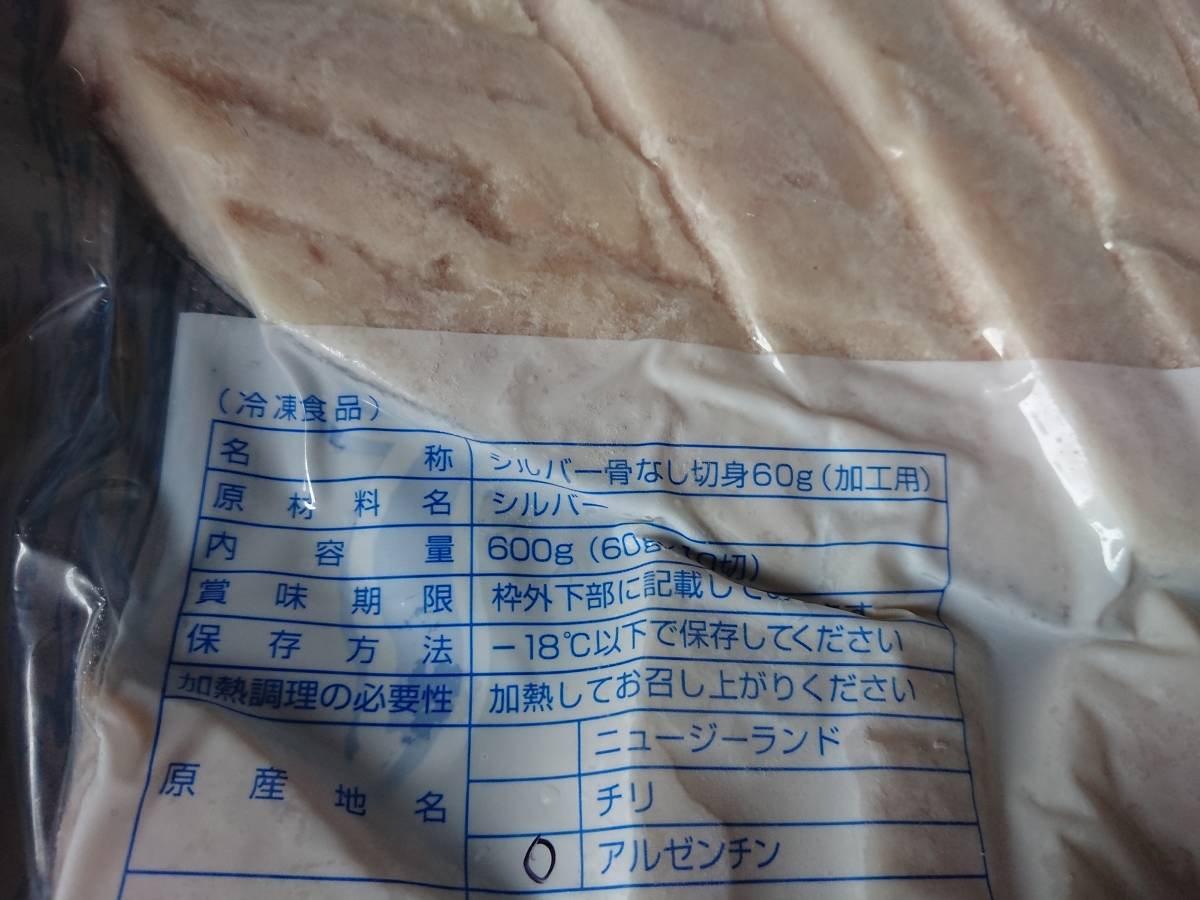 (冷凍食品)
名称 シルバー骨なし切身60g(加工用)
原材料名 シルバー
内容量 600g(60g×10切)
賞味期限 枠外下部に記載して
保存方法 -18℃以下で保存してください
加熱調理の必要性 加熱してお召し上がりください
原産地名
ニュージーランド
チリ
○ アルゼンチン